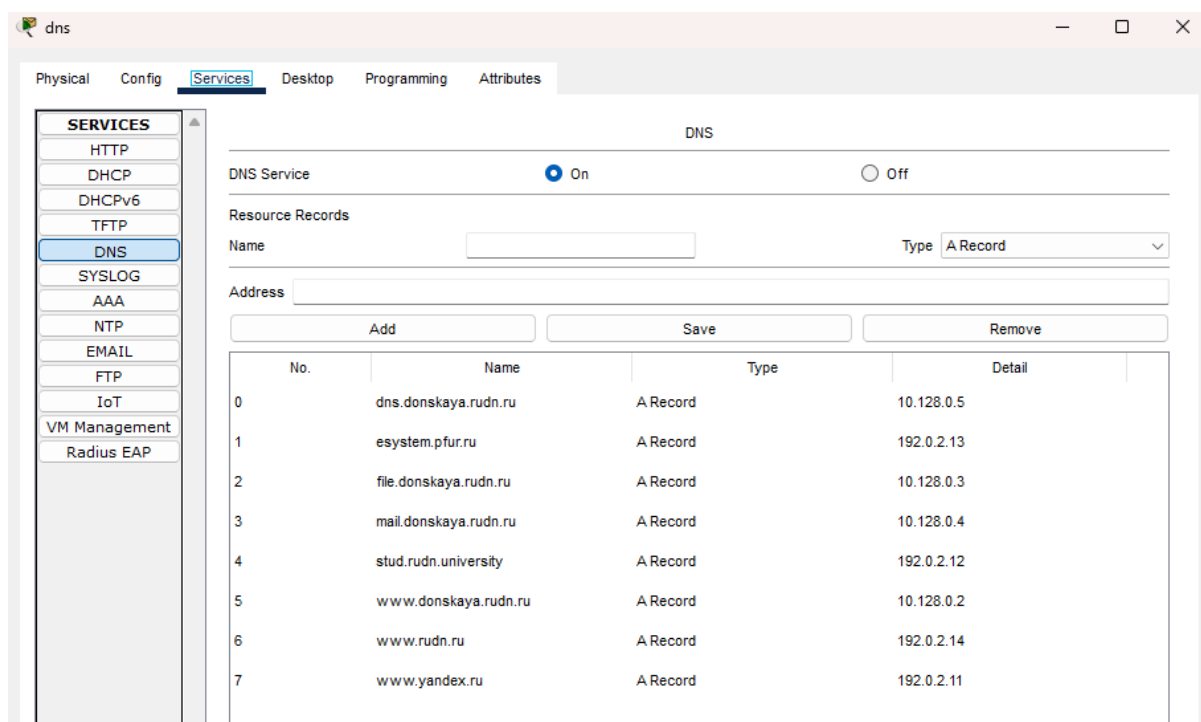 dns
Physical Config Services Desktop Programming Attributes
SERVICES
HTTP
DHCP
DHCPv6
TFTP
DNS
SYSLOG
AAA
NTP
EMAIL
FTP
IoT
VM Management
Radius EAP
DNS
DNS Service On Off
Resource Records
Name Type A Record
Address
Add Save Remove
No. Name Type Detail
0 dns.donskaya.rudn.ru A Record 10.128.0.5
1 esystem.pfur.ru A Record 192.0.2.13
2 file.donskaya.rudn.ru A Record 10.128.0.3
3 mail.donskaya.rudn.ru A Record 10.128.0.4
4 stud.rudn.university A Record 192.0.2.12
5 www.donskaya.rudn.ru A Record 10.128.0.2
6 www.rudn.ru A Record 192.0.2.14
7 www.yandex.ru A Record 192.0.2.11